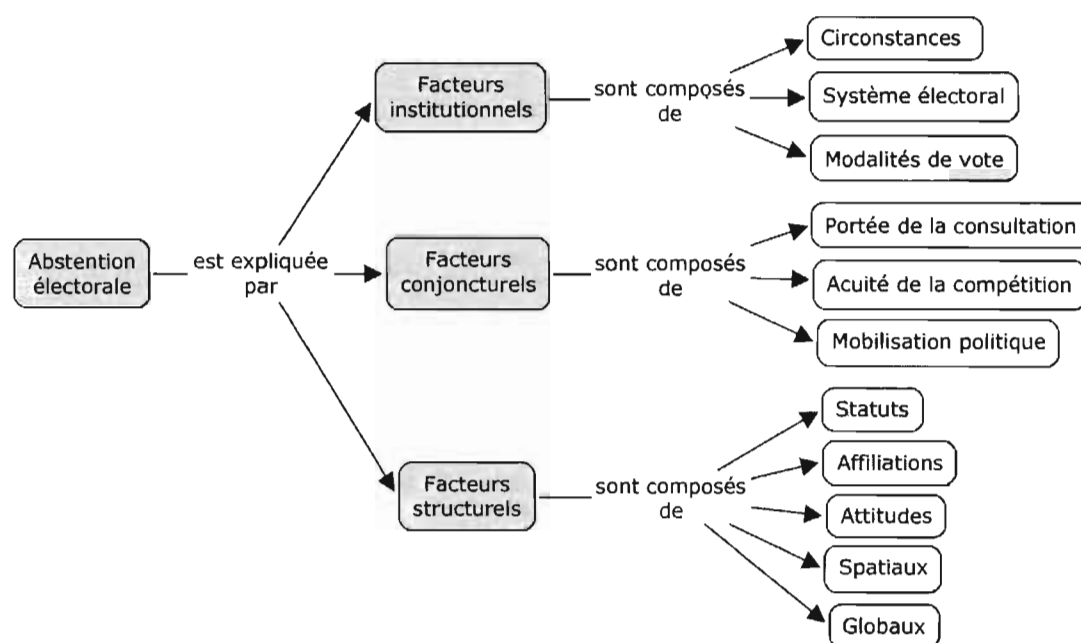 Abstention
électorale
est expliquée
par
Facteurs
institutionnels
sont composés
de
Circonstances
Système électoral
Modalités de vote
Facteurs
conjoncturels
sont composés
de
Portée de la consultation
Acuité de la compétition
Mobilisation politique
Facteurs
structurels
sont composés
de
Statuts
Affiliations
Attitudes
Spatiaux
Globaux